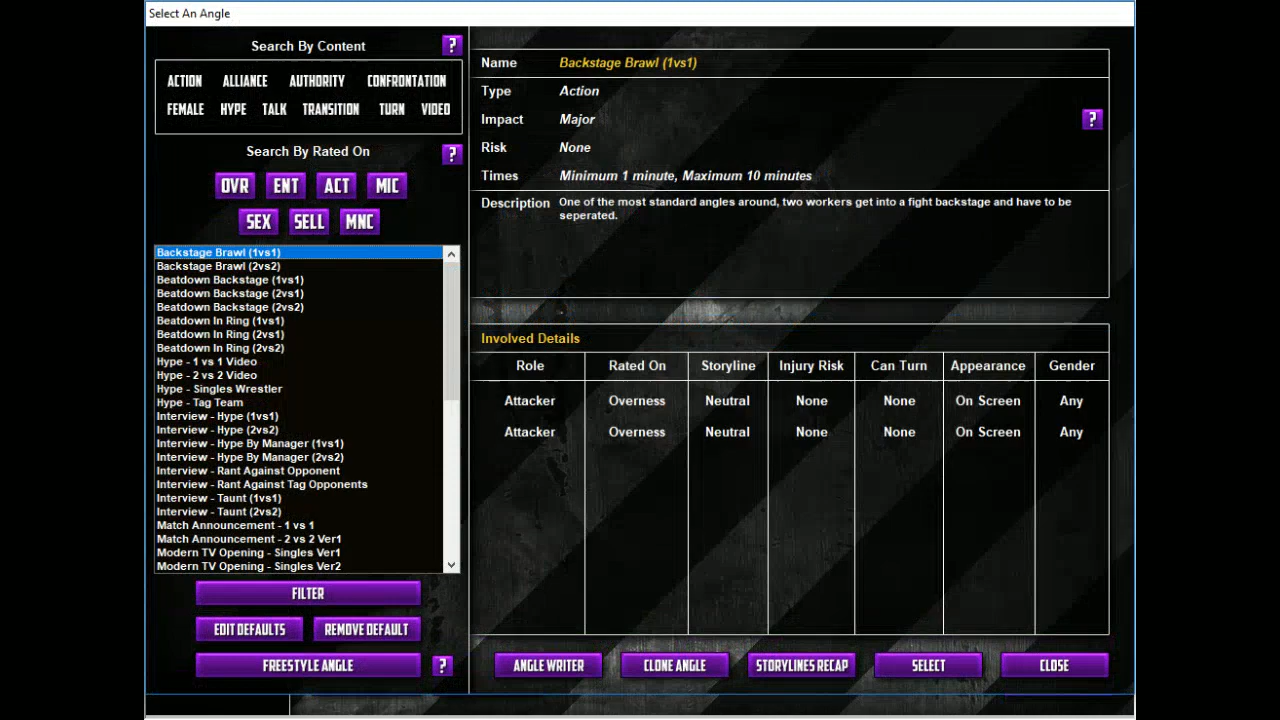 Select An Angle
Search By Content
?
ACTION ALLIANCE AUTHORITY CONFRONTATION
FEMALE HYPE TALK TRANSITION TURN VIDEO
Search By Rated On
?
OVR ENT ACT MIC
SEX SELL MNC
Backstage Brawl (1vs1)
Backstage Brawl (2vs2)
Beatdown Backstage (1vs1)
Beatdown Backstage (2vs1)
Beatdown Backstage (2vs2)
Beatdown In Ring (1vs1)
Beatdown In Ring (2vs1)
Beatdown In Ring (2vs2)
Hype - 1 vs 1 Video
Hype - 2 vs 2 Video
Hype - Singles Wrestler
Hype - Tag Team
Interview - Hype (1vs1)
Interview - Hype (2vs2)
Interview - Hype By Manager (1vs1)
Interview - Hype By Manager (2vs2)
Interview - Rant Against Opponent
Interview - Rant Against Tag Opponents
Interview - Taunt (1vs1)
Interview - Taunt (2vs2)
Match Announcement - 1 vs 1
Match Announcement - 2 vs 2 Ver1
Modern TV Opening - Singles Ver1
Modern TV Opening - Singles Ver2
FILTER
EDIT DEFAULTS REMOVE DEFAULT
FREESTYLE ANGLE ?
Name Backstage Brawl (1vs1)
Type Action
Impact Major
?
Risk None
Times Minimum 1 minute, Maximum 10 minutes
Description One of the most standard angles around, two workers get into a fight backstage and have to be
seperated.
Involved Details
Role Rated On Storyline Injury Risk Can Turn Appearance Gender
Attacker Overness Neutral None None On Screen Any
Attacker Overness Neutral None None On Screen Any
ANGLE WRITER CLONE ANGLE STORYLINES RECAP SELECT CLOSE